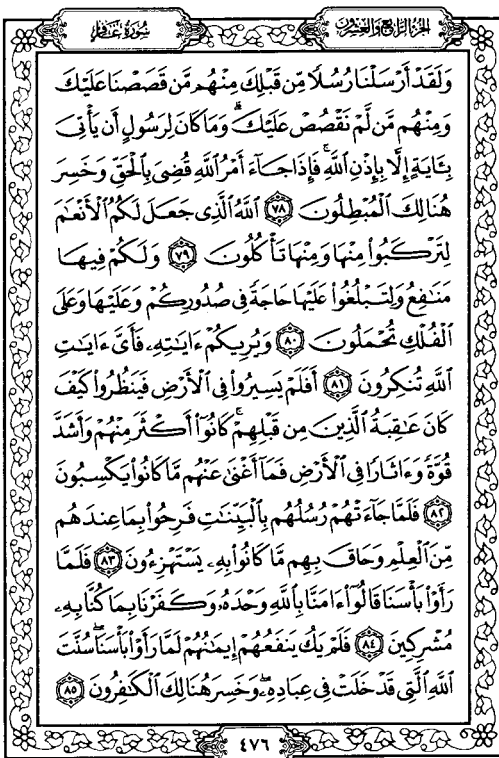 الجزء الرابع والعشرون
سورة غافر
وَلَقَدْ أَرْسَلْنَا رُسُلًا مِّن قَبْلِكَ مِنْهُم مَّن قَصَصْنَا عَلَيْكَ
وَمِنْهُم مَّن لَّمْ نَقْصُصْ عَلَيْكَ ۗ وَمَا كَانَ لِرَسُولٍ أَن يَأْتِىَ
بِـَٔايَةٍ إِلَّا بِإِذْنِ ٱللَّهِ ۚ فَإِذَا جَآءَ أَمْرُ ٱللَّهِ قُضِىَ بِٱلْحَقِّ وَخَسِرَ
هُنَالِكَ ٱلْمُبْطِلُونَ ٧٨ ٱللَّهُ ٱلَّذِى جَعَلَ لَكُمُ ٱلْأَنْعَٰمَ
لِتَرْكَبُوا۟ مِنْهَا وَمِنْهَا تَأْكُلُونَ ٧٩ وَلَكُمْ فِيهَا
مَنَٰفِعُ وَلِتَبْلُغُوا۟ عَلَيْهَا حَاجَةً فِى صُدُورِكُمْ وَعَلَيْهَا وَعَلَى
ٱلْفُلْكِ تُحْمَلُونَ ٨٠ وَيُرِيكُمْ ءَايَٰتِهِۦ فَأَىَّ ءَايَٰتِ
ٱللَّهِ تُنكِرُونَ ٨١ أَفَلَمْ يَسِيرُوا۟ فِى ٱلْأَرْضِ فَيَنظُرُوا۟ كَيْفَ
كَانَ عَٰقِبَةُ ٱلَّذِينَ مِن قَبْلِهِمْ ۚ كَانُوٓا۟ أَكْثَرَ مِنْهُمْ وَأَشَدَّ
قُوَّةً وَءَاثَارًا فِى ٱلْأَرْضِ فَمَآ أَغْنَىٰ عَنْهُم مَّا كَانُوا۟ يَكْسِبُونَ
٨٢ فَلَمَّا جَآءَتْهُمْ رُسُلُهُم بِٱلْبَيِّنَٰتِ فَرِحُوا۟ بِمَا عِندَهُم
مِّنَ ٱلْعِلْمِ وَحَاقَ بِهِم مَّا كَانُوا۟ بِهِۦ يَسْتَهْزِءُونَ ٨٣ فَلَمَّا
رَأَوْا۟ بَأْسَنَا قَالُوٓا۟ ءَامَنَّا بِٱللَّهِ وَحْدَهُۥ وَكَفَرْنَا بِمَا كُنَّا بِهِۦ
مُشْرِكِينَ ٨٤ فَلَمْ يَكُ يَنفَعُهُمْ إِيمَٰنُهُمْ لَمَّا رَأَوْا۟ بَأْسَنَا ۖ سُنَّتَ
ٱللَّهِ ٱلَّتِى قَدْ خَلَتْ فِى عِبَادِهِۦ ۖ وَخَسِرَ هُنَالِكَ ٱلْكَٰفِرُونَ ٨٥
٤٧٦